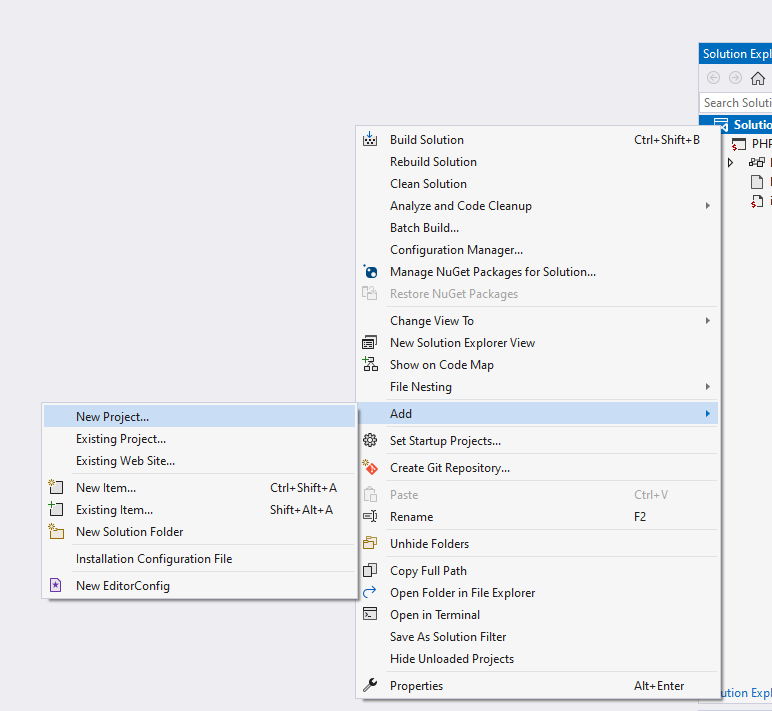 Solution Expl
Search Soluti
Solutio
PHP
Build Solution Ctrl+Shift+B
Rebuild Solution
Clean Solution
Analyze and Code Cleanup
Batch Build...
Configuration Manager...
Manage NuGet Packages for Solution...
Restore NuGet Packages
Change View To
New Solution Explorer View
Show on Code Map
File Nesting
Add
Set Startup Projects...
Create Git Repository...
Paste Ctrl+V
Rename F2
Unhide Folders
Copy Full Path
Open Folder in File Explorer
Open in Terminal
Save As Solution Filter
Hide Unloaded Projects
Properties Alt+Enter
New Project...
Existing Project...
Existing Web Site...
New Item... Ctrl+Shift+A
Existing Item... Shift+Alt+A
New Solution Folder
Installation Configuration File
New EditorConfig
ution Expl